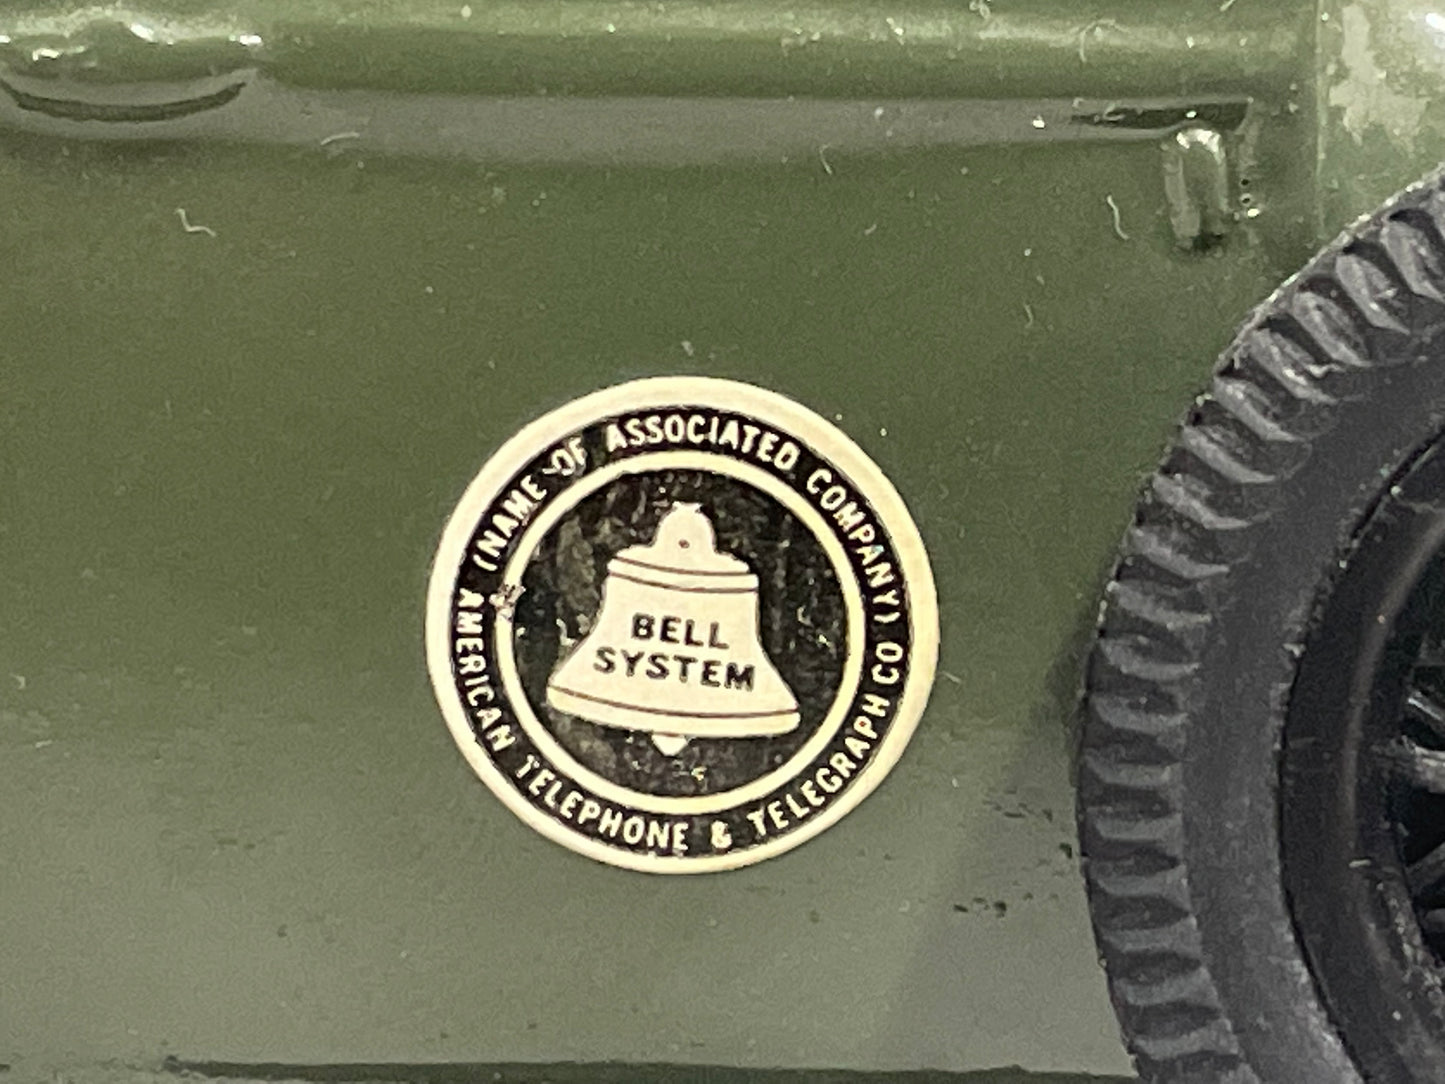 (NAME OF ASSOCIATED COMPANY)
AMERICAN TELEPHONE & TELEGRAPH CO
BELL
SYSTEM